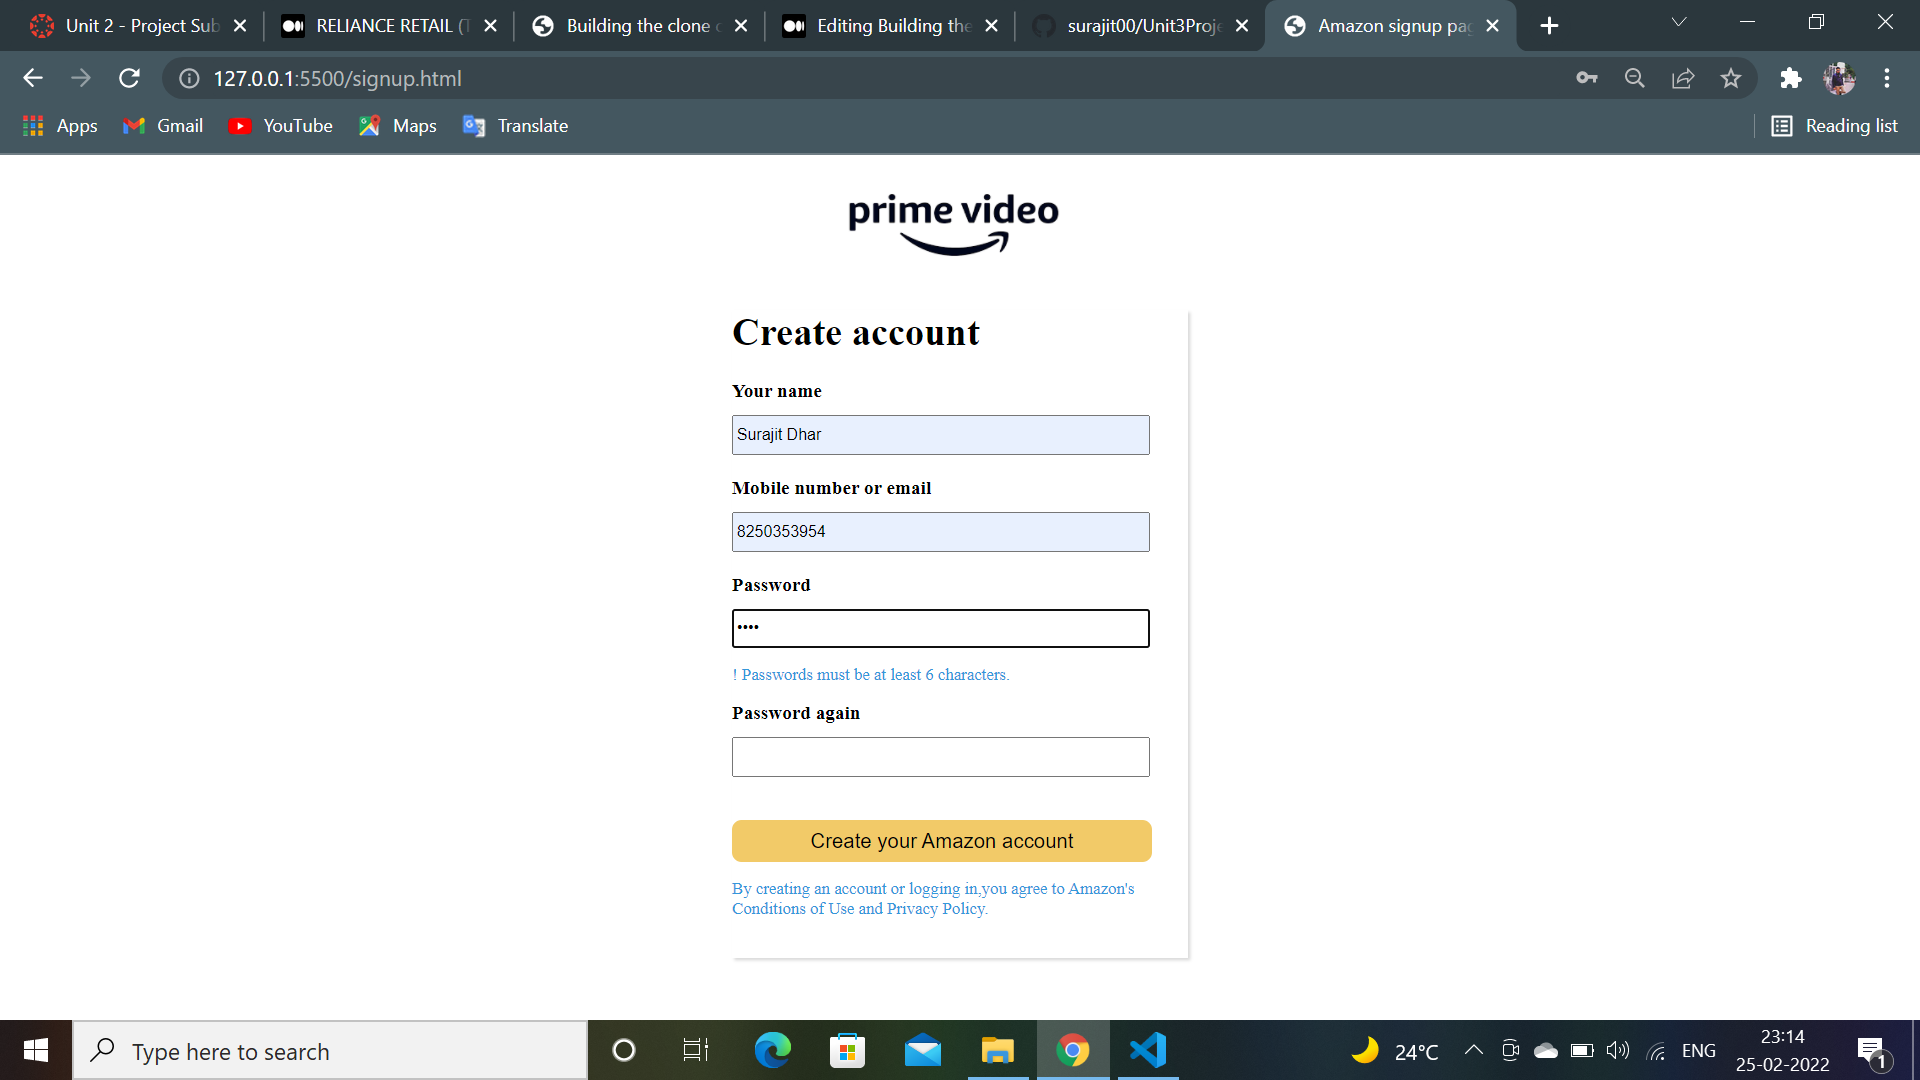 Unit 2 - Project Sub
RELIANCE RETAIL (T
Building the clone o
Editing Building the
surajit00/Unit3Proje
Amazon signup pag
127.0.0.1:5500/signup.html
Apps
Gmail
YouTube
Maps
Translate
Reading list
prime video
Create account
Your name
Surajit Dhar
Mobile number or email
8250353954
Password
••••
! Passwords must be at least 6 characters.
Password again
Create your Amazon account
By creating an account or logging in,you agree to Amazon's
Conditions of Use and Privacy Policy.
Type here to search
24°C
ENG
23:14
25-02-2022
1